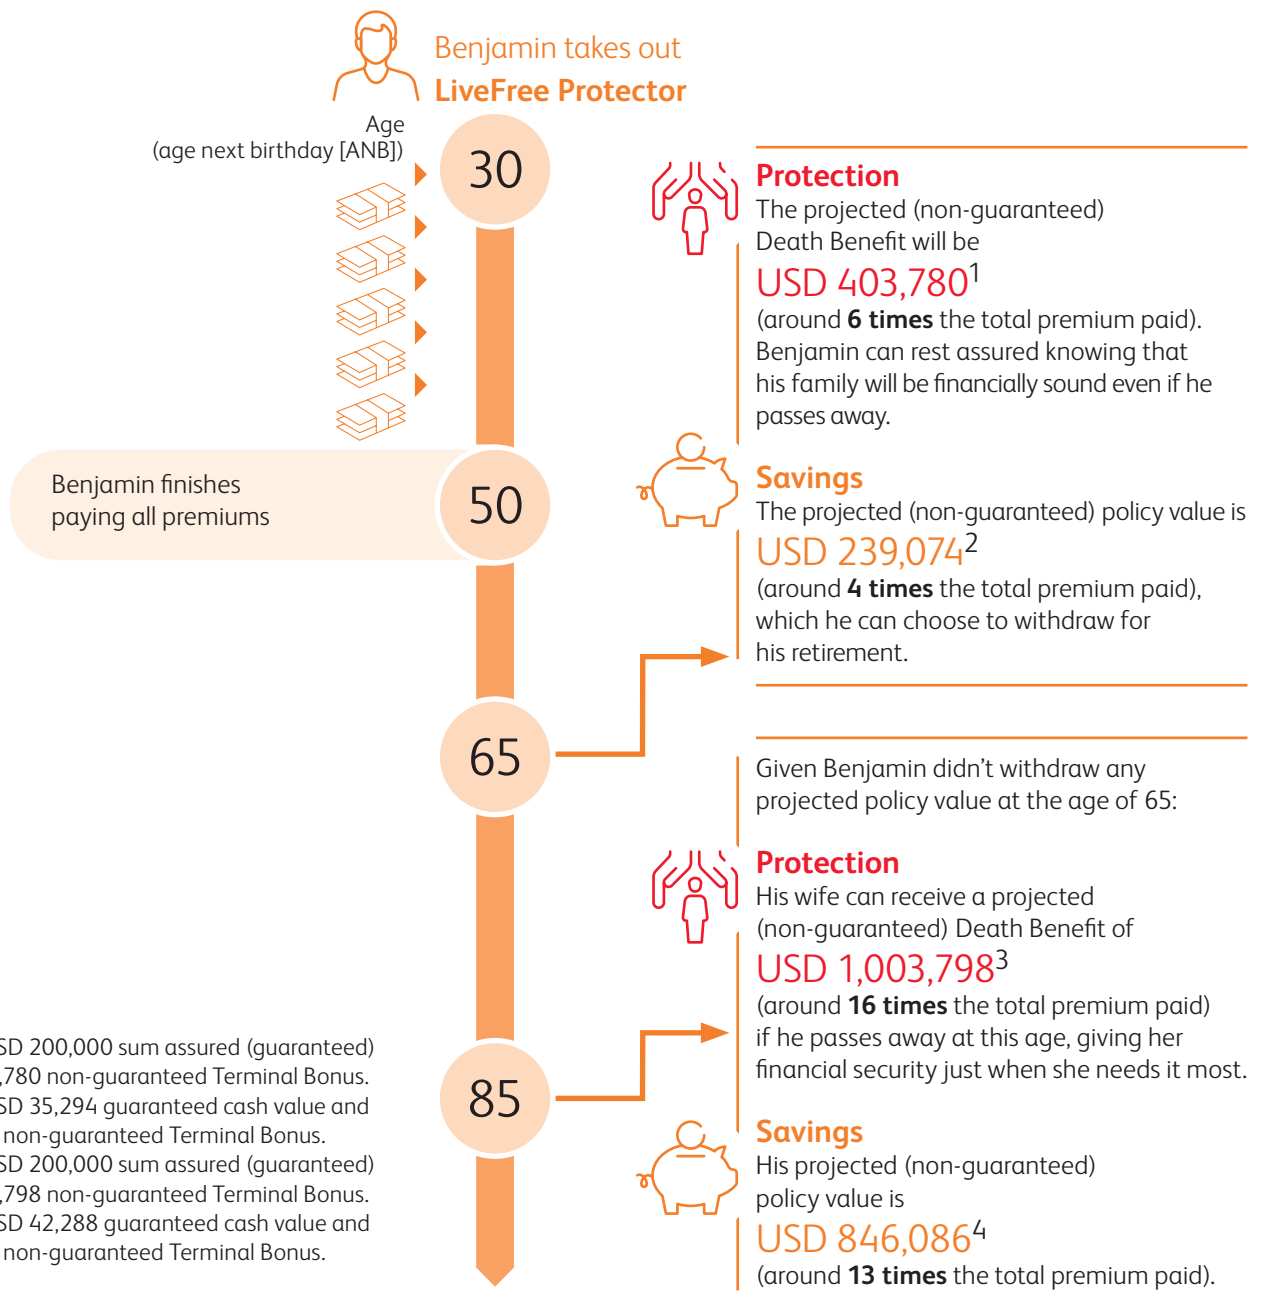 Benjamin takes out
LiveFree Protector
Age
(age next birthday [ANB])
30
Protection
The projected (non-guaranteed)
Death Benefit will be
USD 403,780¹
(around 6 times the total premium paid).
Benjamin can rest assured knowing that
his family will be financially sound even if he
passes away.
Benjamin finishes
paying all premiums
50
Savings
The projected (non-guaranteed) policy value is
USD 239,074²
(around 4 times the total premium paid),
which he can choose to withdraw for
his retirement.
65
Given Benjamin didn't withdraw any
projected policy value at the age of 65:
Protection
His wife can receive a projected
(non-guaranteed) Death Benefit of
USD 1,003,798³
(around 16 times the total premium paid)
if he passes away at this age, giving her
financial security just when she needs it most.
85
Savings
His projected (non-guaranteed)
policy value is
USD 846,086⁴
(around 13 times the total premium paid).
200,000 sum assured (guaranteed)
,780 non-guaranteed Terminal Bonus.
35,294 guaranteed cash value and
non-guaranteed Terminal Bonus.
200,000 sum assured (guaranteed)
,798 non-guaranteed Terminal Bonus.
42,288 guaranteed cash value and
non-guaranteed Terminal Bonus.